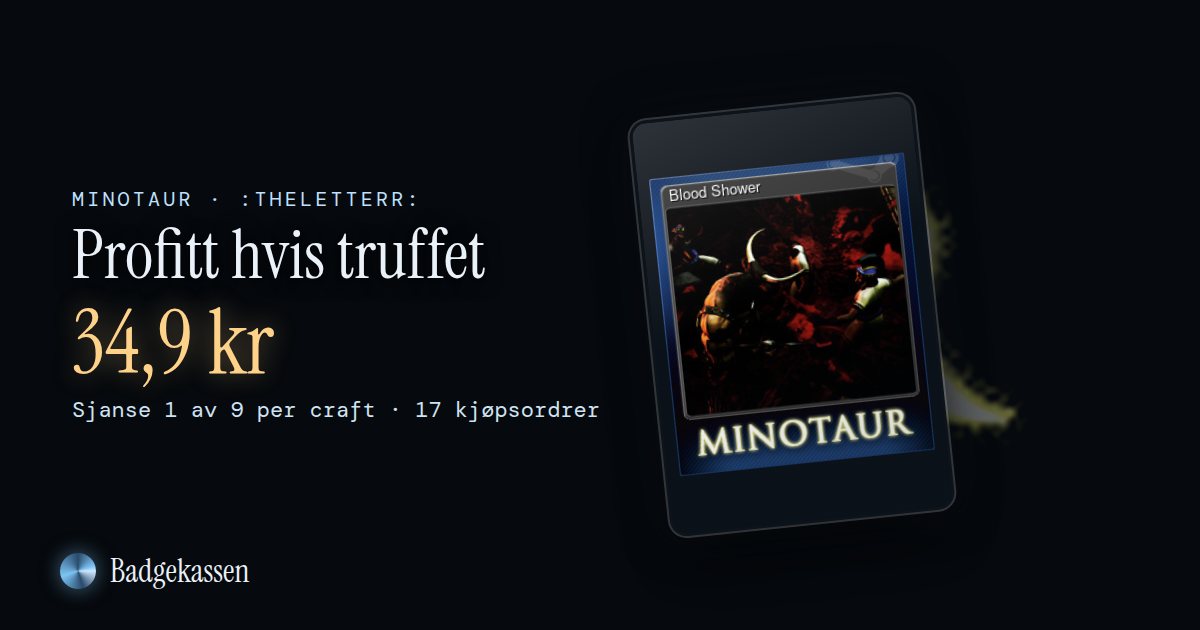 MINOTAUR · :THELETTERR:
Profitt hvis truffet
34,9 kr
Sjanse 1 av 9 per craft · 17 kjøpsordrer
Blood Shower
MINOTAUR
Badgekassen